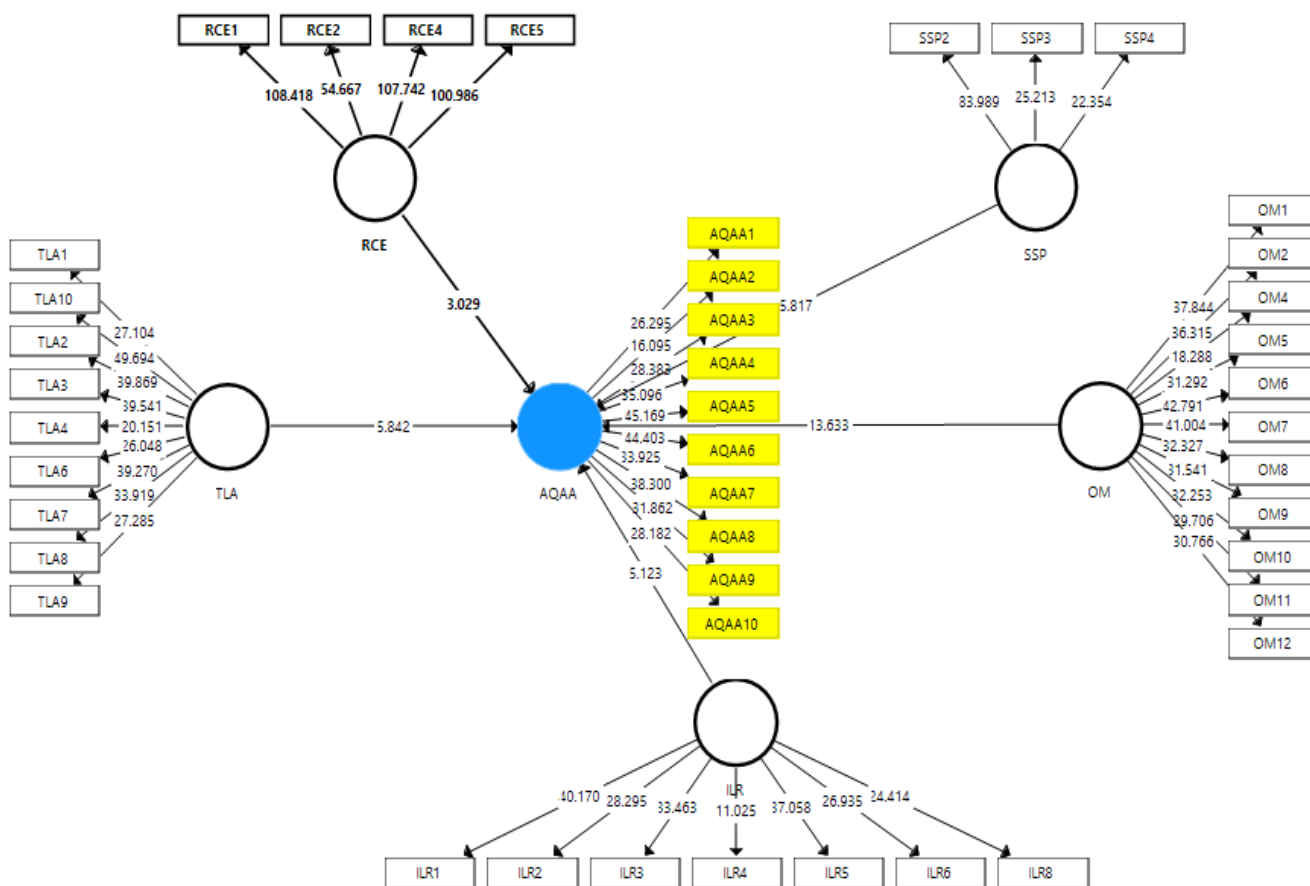 RCE1
RCE2
RCE4
RCE5
SSP2
SSP3
SSP4
108.418
54.667
107.742
100.986
83.989
25.213
22.354
RCE
SSP
TLA1
TLA10
TLA2
TLA3
TLA4
TLA6
TLA7
TLA8
TLA9
27.104
49.694
39.869
39.541
20.151
26.048
39.270
33.919
27.285
TLA
3.029
5.842
5.817
13.633
5.123
AQAA
AQAA1
AQAA2
AQAA3
AQAA4
AQAA5
AQAA6
AQAA7
AQAA8
AQAA9
AQAA10
26.295
16.095
28.383
35.096
45.169
44.403
33.925
38.300
31.862
28.182
OM
37.844
36.315
18.288
31.292
42.791
41.004
32.327
31.541
32.253
29.706
30.766
OM1
OM2
OM4
OM5
OM6
OM7
OM8
OM9
OM10
OM11
OM12
ILR
40.170
28.295
33.463
11.025
37.058
26.935
24.414
ILR1
ILR2
ILR3
ILR4
ILR5
ILR6
ILR8